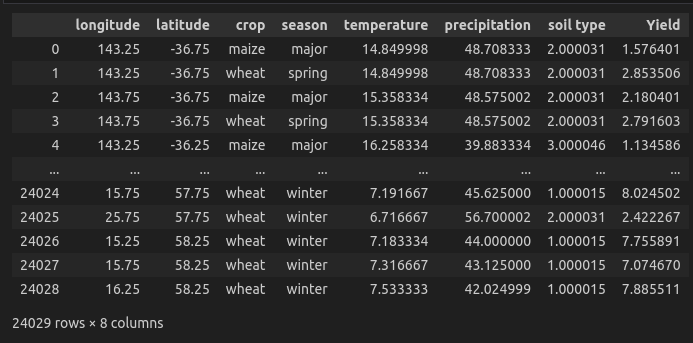 longitude latitude crop season temperature precipitation soil type Yield
0 143.25 -36.75 maize major 14.849998 48.708333 2.000031 1.576401
1 143.25 -36.75 wheat spring 14.849998 48.708333 2.000031 2.853506
2 143.75 -36.75 maize major 15.358334 48.575002 2.000031 2.180401
3 143.75 -36.75 wheat spring 15.358334 48.575002 2.000031 2.791603
4 143.25 -36.25 maize major 16.258334 39.883334 3.000046 1.134586
... ... ... ... ... ... ... ... ...
24024 15.75 57.75 wheat winter 7.191667 45.625000 1.000015 8.024502
24025 25.75 57.75 wheat winter 6.716667 56.700002 2.000031 2.422267
24026 15.25 58.25 wheat winter 7.183334 44.000000 1.000015 7.755891
24027 15.75 58.25 wheat winter 7.316667 43.125000 1.000015 7.074670
24028 16.25 58.25 wheat winter 7.533333 42.024999 1.000015 7.885511
24029 rows × 8 columns